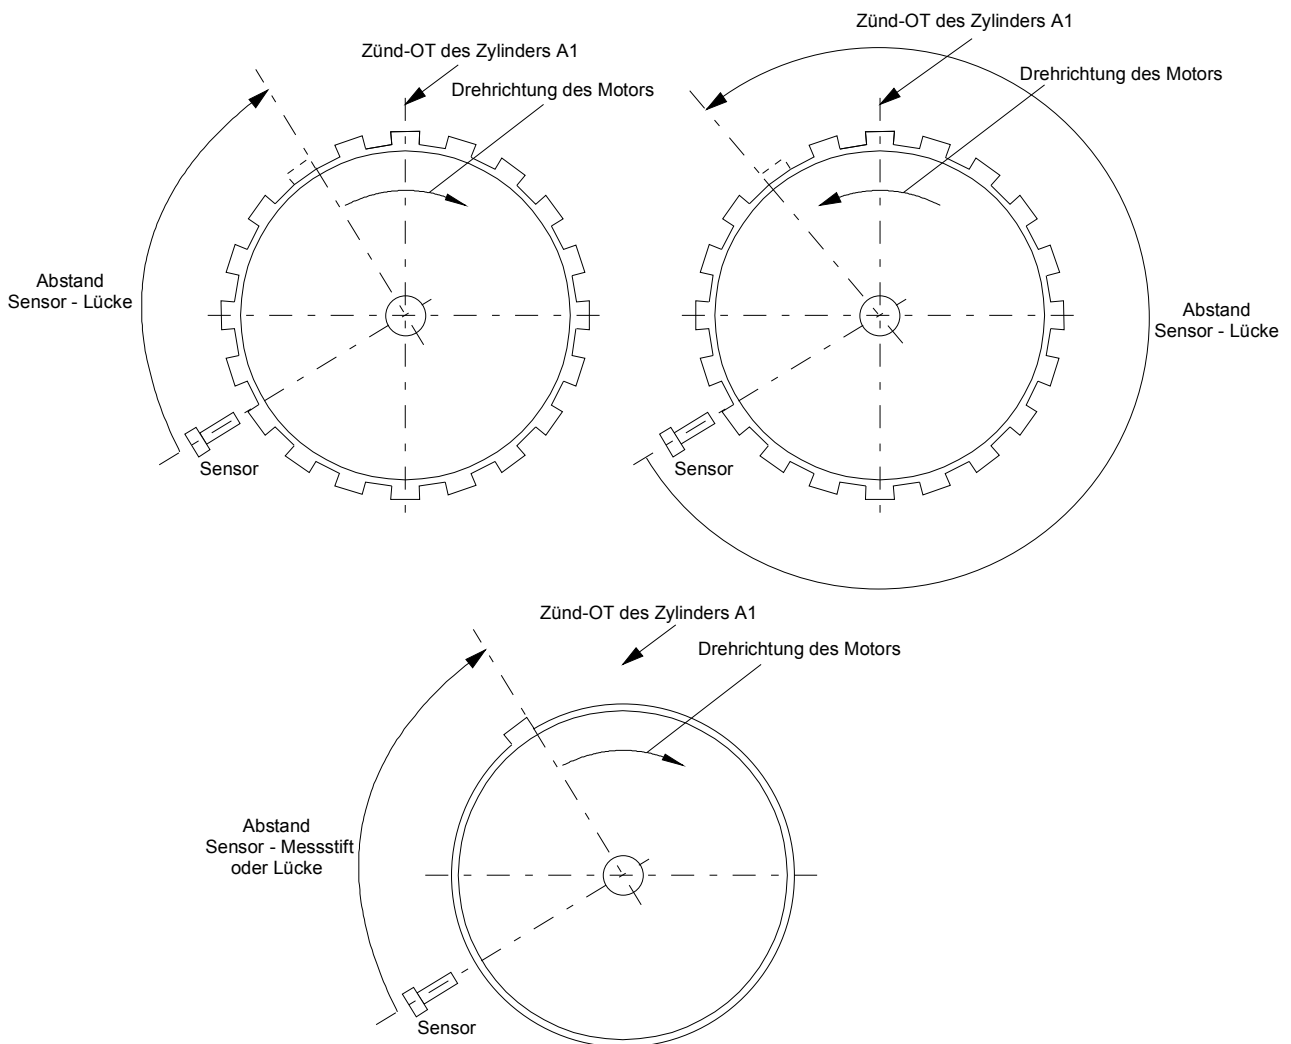 Zünd-OT des Zylinders A1
Drehrichtung des Motors
Abstand
Sensor - Lücke
Sensor
Zünd-OT des Zylinders A1
Drehrichtung des Motors
Abstand
Sensor - Lücke
Sensor
Zünd-OT des Zylinders A1
Drehrichtung des Motors
Abstand
Sensor - Messstift
oder Lücke
Sensor